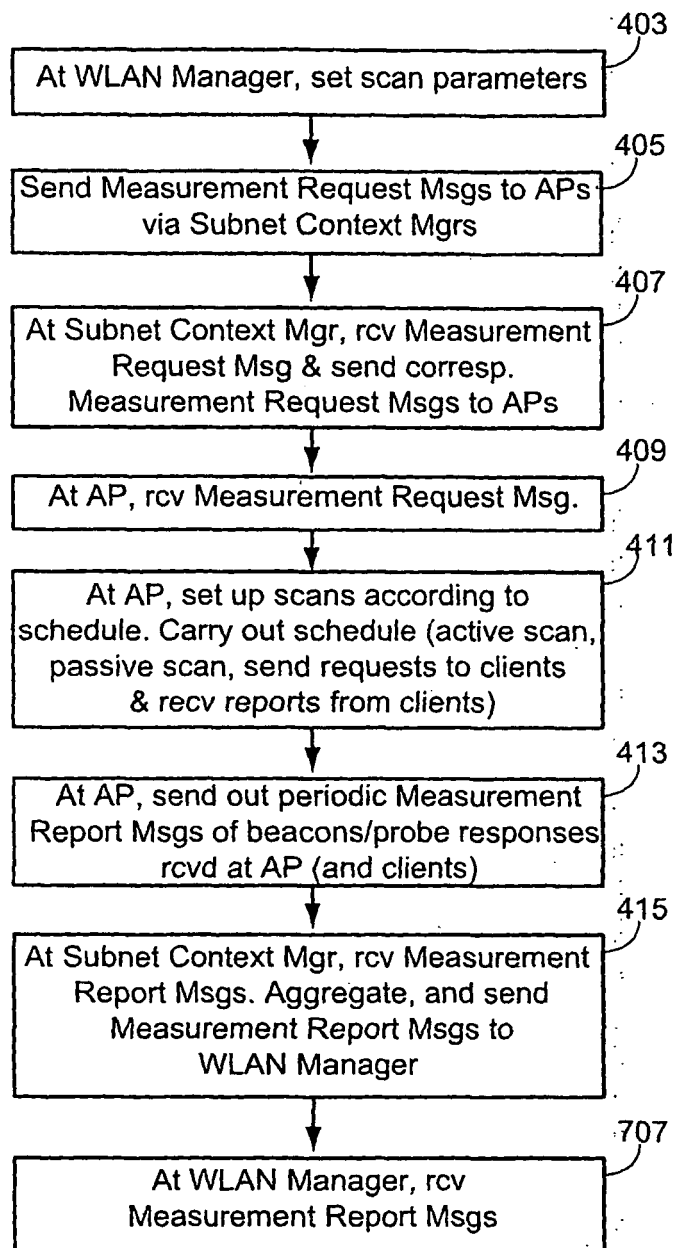 403
At WLAN Manager, set scan parameters
405
Send Measurement Request Msgs to APs
via Subnet Context Mgrs
407
At Subnet Context Mgr, rcv Measurement
Request Msg & send corresp.
Measurement Request Msgs to APs
409
At AP, rcv Measurement Request Msg.
411
At AP, set up scans according to
schedule. Carry out schedule (active scan,
passive scan, send requests to clients
& recv reports from clients)
413
At AP, send out periodic Measurement
Report Msgs of beacons/probe responses
rcvd at AP (and clients)
415
At Subnet Context Mgr, rcv Measurement
Report Msgs. Aggregate, and send
Measurement Report Msgs to
WLAN Manager
707
At WLAN Manager, rcv
Measurement Report Msgs